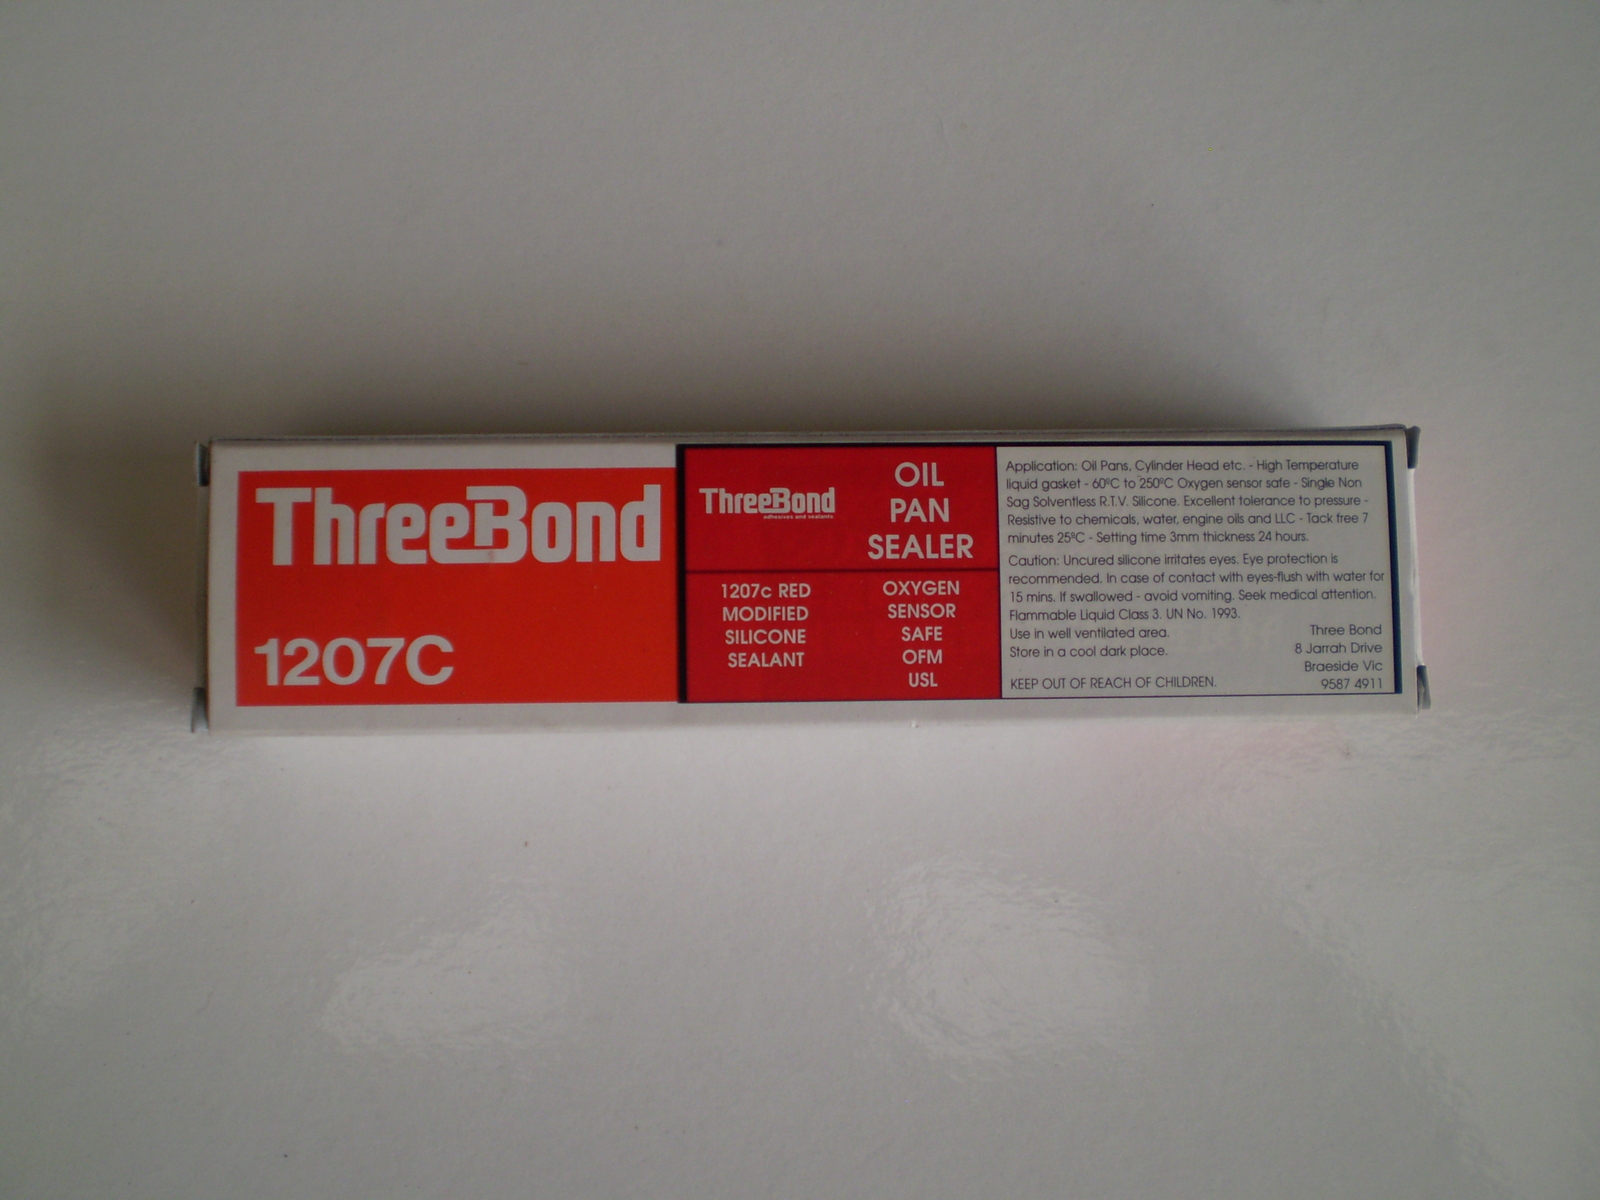 ThreeBond
1207C
ThreeBond
adhesives and sealants
OIL
PAN
SEALER
1207c RED
MODIFIED
SILICONE
SEALANT
OXYGEN
SENSOR
SAFE
OFM
USL
Application: Oil Pans, Cylinder Head etc. - High Temperature
liquid gasket - 60ºC to 250ºC Oxygen sensor safe - Single Non
Sag Solventless R.T.V. Silicone. Excellent tolerance to pressure -
Resistive to chemicals, water, engine oils and LLC - Tack free 7
minutes 25ºC - Setting time 3mm thickness 24 hours.
Caution: Uncured silicone irritates eyes. Eye protection is
recommended. In case of contact with eyes-flush with water for
15 mins. If swallowed - avoid vomiting. Seek medical attention.
Flammable Liquid Class 3. UN No. 1993.
Use in well ventilated area.
Store in a cool dark place.
KEEP OUT OF REACH OF CHILDREN.
Three Bond
8 Jarrah Drive
Braeside Vic
9587 4911